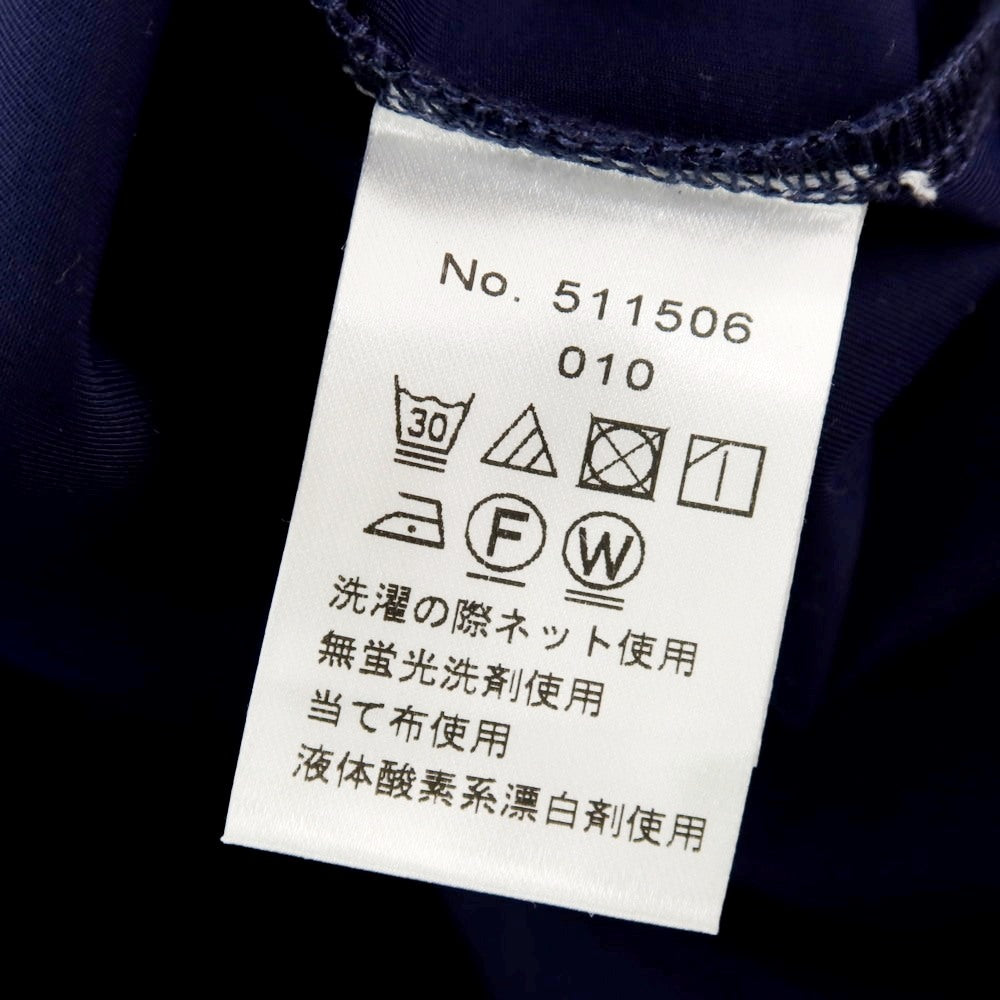 No. 511506
010
30
F W
洗濯の際ネット使用
無蛍光洗剤使用
当て布使用
液体酸素系漂白剤使用